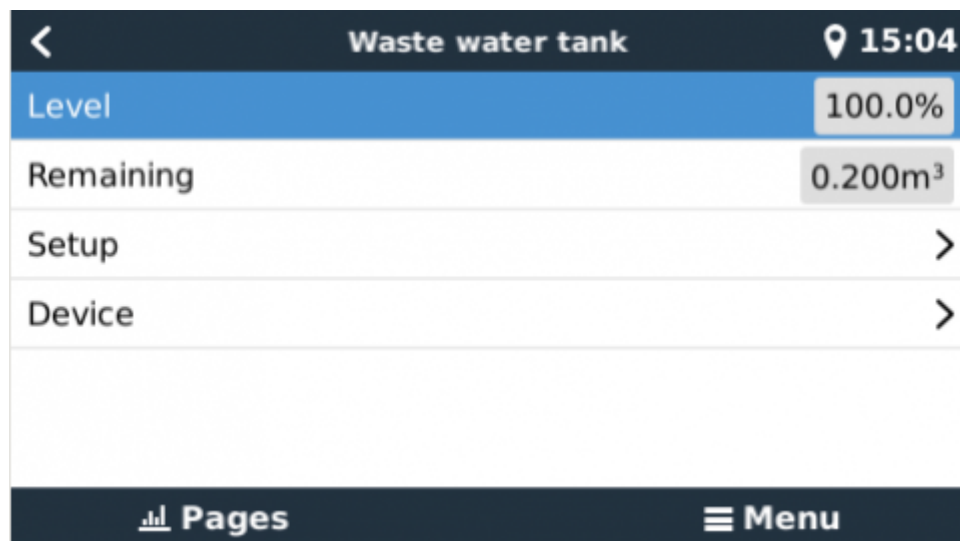 Waste water tank 15:04
Level 100.0%
Remaining 0.200m³
Setup
Device
Pages Menu